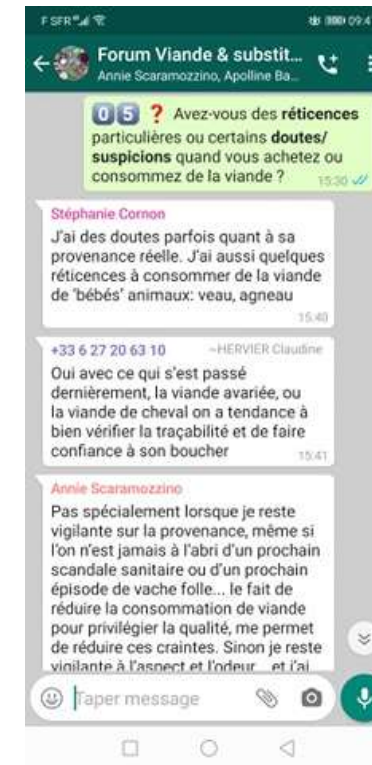 F SFR
09:4
Forum Viande & substit...
Annie Scaramozzino, Apolline Ba...
05 ? Avez-vous des réticences
particulières ou certains doutes/
suspicions quand vous achetez ou
consommez de la viande ?
15:30
Stéphanie Cornon
J'ai des doutes parfois quant à sa
provenance réelle. J'ai aussi quelques
réticences à consommer de la viande
de 'bébés' animaux: veau, agneau
15:40
+33 6 27 20 63 10 ~HERVIER Claudine
Oui avec ce qui s'est passé
dernièrement, la viande avariée, ou
la viande de cheval on a tendance à
bien vérifier la traçabilité et de faire
confiance à son boucher
15:41
Annie Scaramozzino
Pas spécialement lorsque je reste
vigilante sur la provenance, même si
l'on n'est jamais à l'abri d'un prochain
scandale sanitaire ou d'un prochain
épisode de vache folle... le fait de
réduire la consommation de viande
pour privilégier la qualité, me permet
de réduire ces craintes. Sinon je reste
vigilante à l'aspect et l'odeur... et j'ai
Taper message